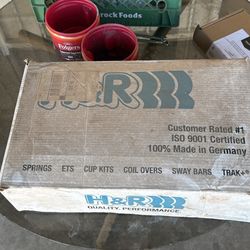 Folgers
rockFoods
H&R
Customer Rated #1
ISO 9001 Certified
100% Made in Germany
SPRINGS ETS CUP KITS COIL OVERS SWAY BARS TRAK+
H&R
QUALITY. PERFORMANCE.